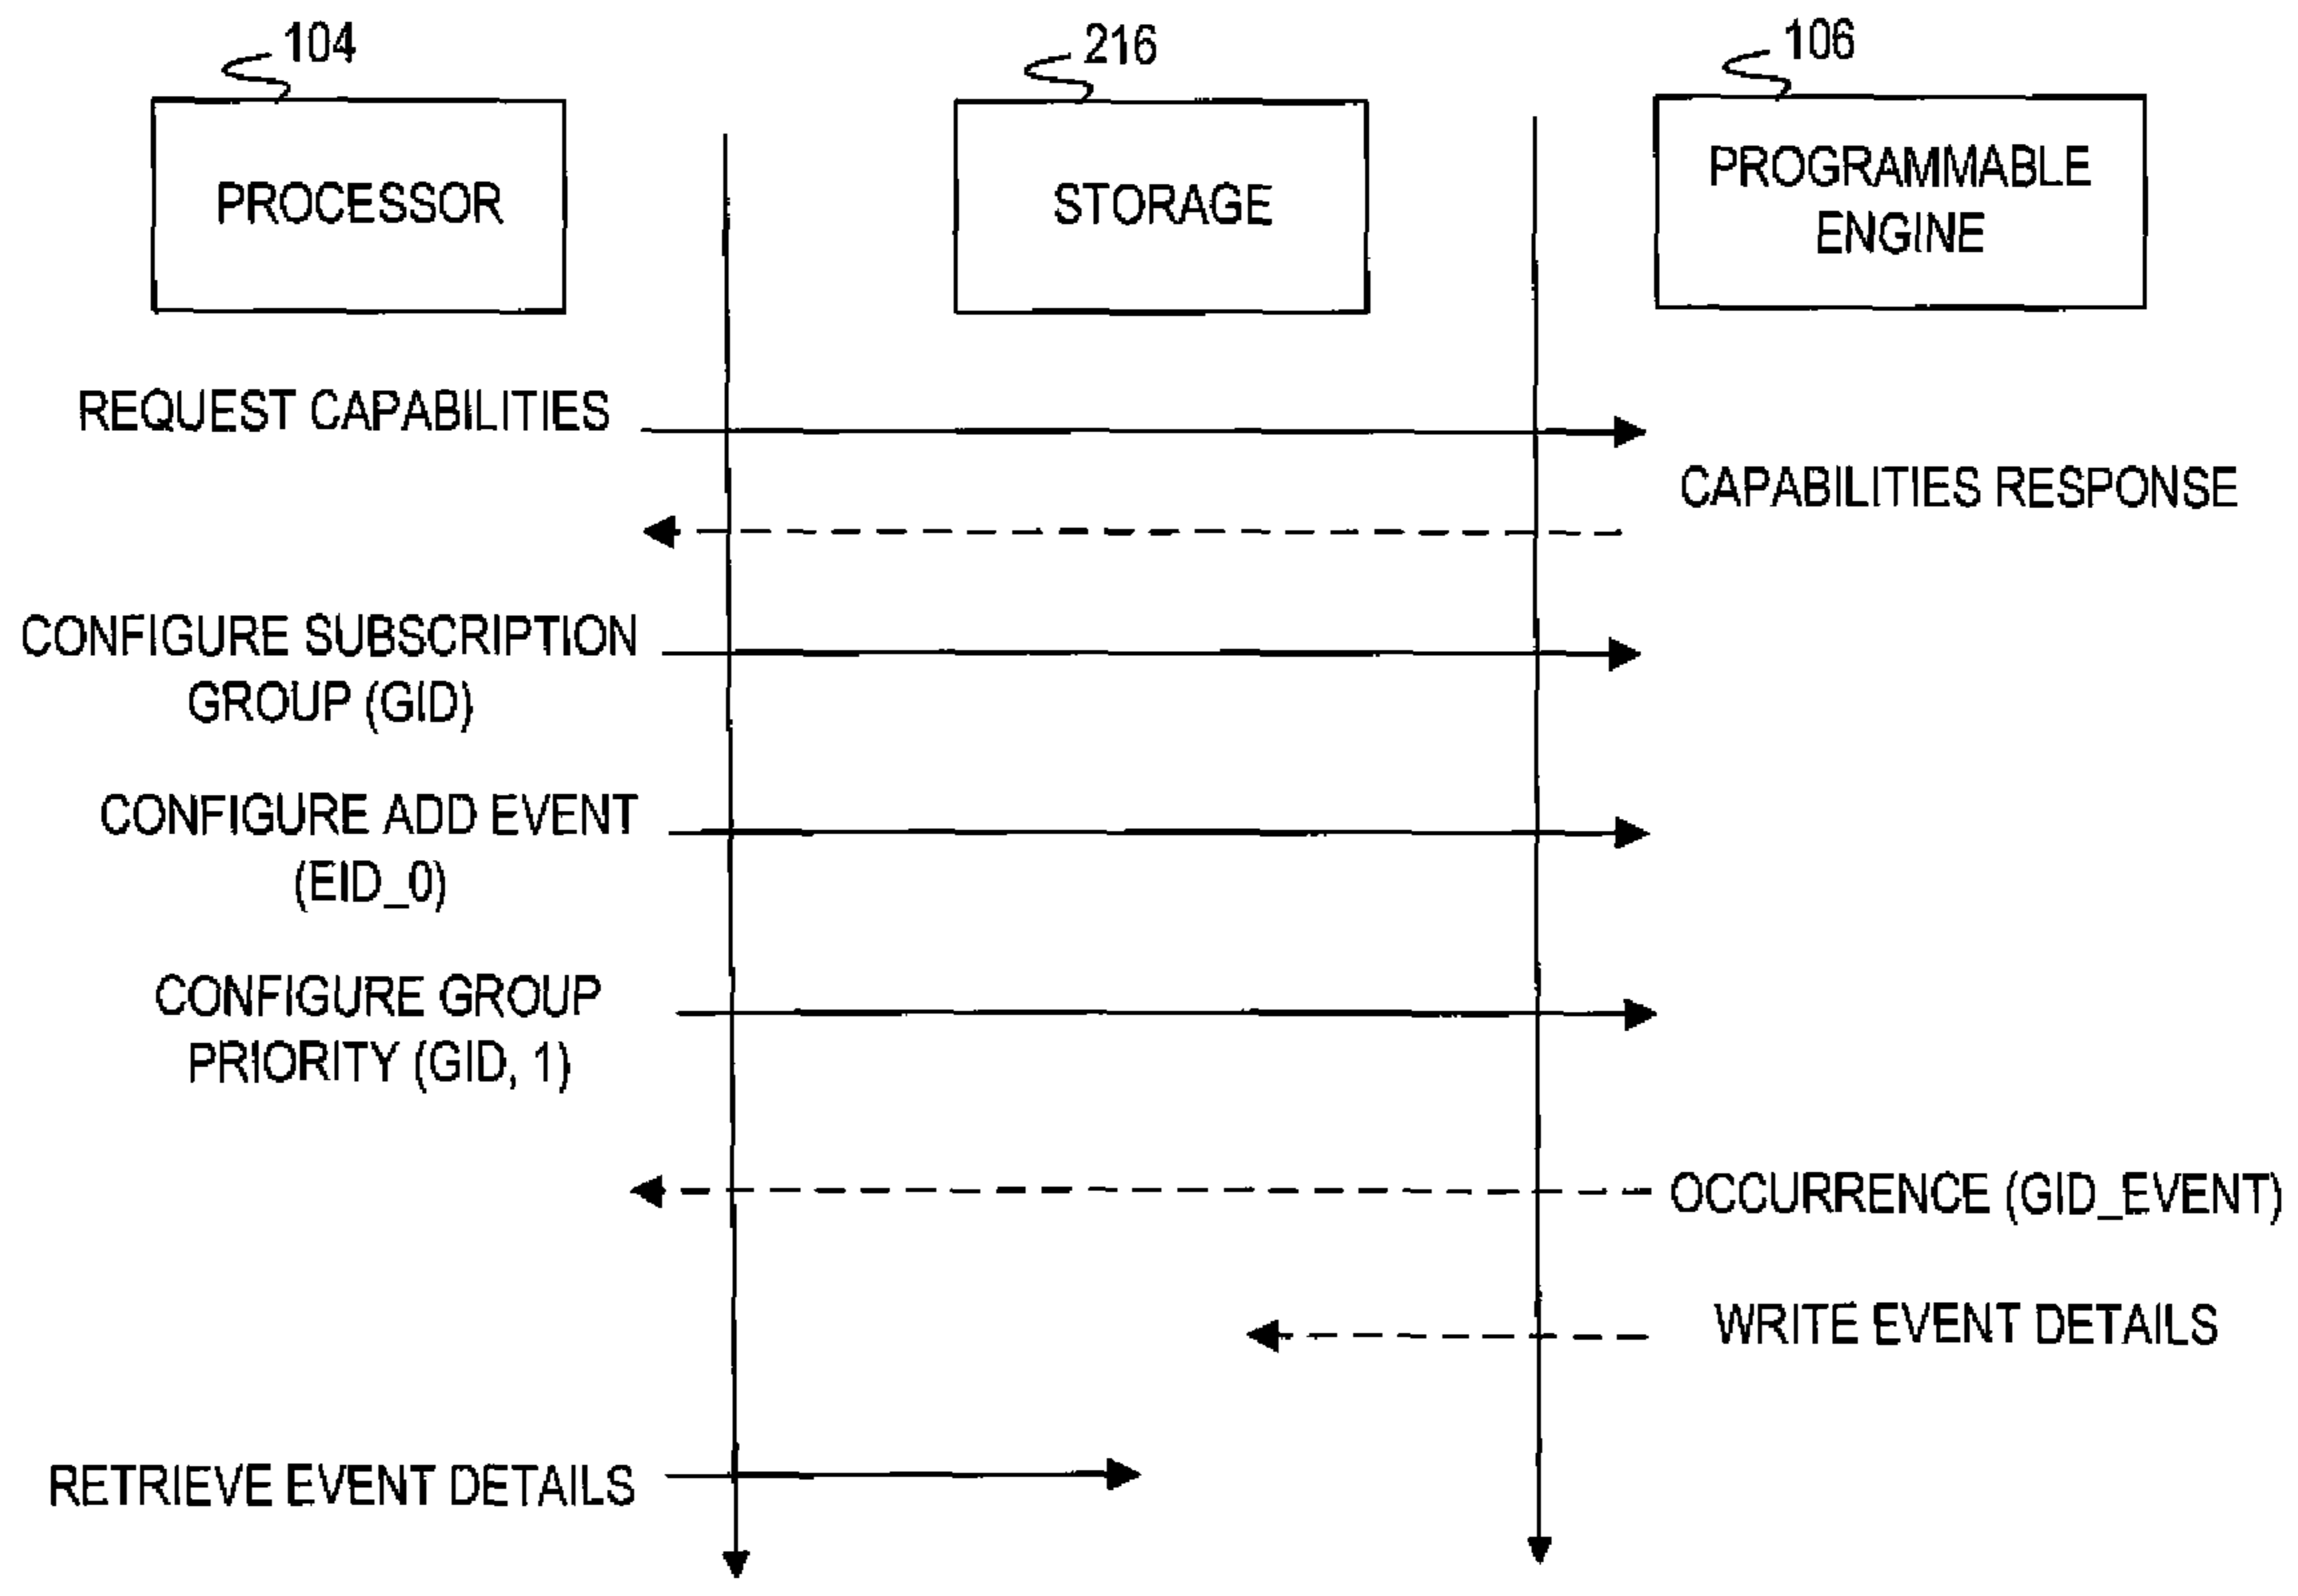 104
216
106
PROCESSOR
STORAGE
PROGRAMMABLE
ENGINE
REQUEST CAPABILITIES
CAPABILITIES RESPONSE
CONFIGURE SUBSCRIPTION
GROUP (GID)
CONFIGURE ADD EVENT
(EID_0)
CONFIGURE GROUP
PRIORITY (GID, 1)
OCCURRENCE (GID_EVENT)
WRITE EVENT DETAILS
RETRIEVE EVENT DETAILS